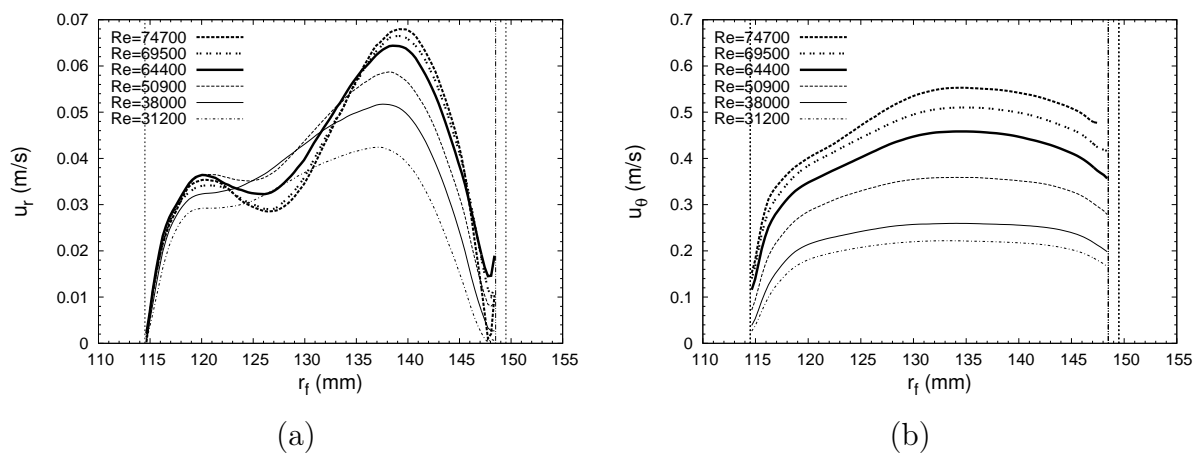 0.07
0.06
0.05
0.04
0.03
0.02
0.01
0
u_r (m/s)
Re=74700
Re=69500
Re=64400
Re=50900
Re=38000
Re=31200
110 115 120 125 130 135 140 145 150 155
r_f (mm)
(a)
0.7
0.6
0.5
0.4
0.3
0.2
0.1
0
u_θ (m/s)
Re=74700
Re=69500
Re=64400
Re=50900
Re=38000
Re=31200
110 115 120 125 130 135 140 145 150 155
r_f (mm)
(b)